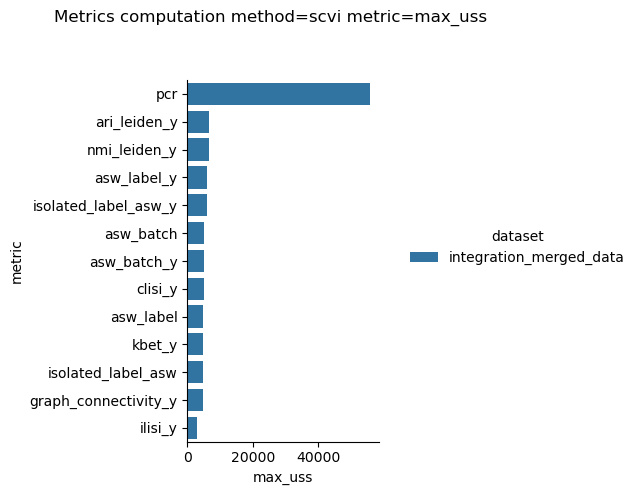 Metrics computation method=scvi metric=max_uss
pcr
ari_leiden_y
nmi_leiden_y
asw_label_y
isolated_label_asw_y
asw_batch
asw_batch_y
clisi_y
asw_label
kbet_y
isolated_label_asw
graph_connectivity_y
ilisi_y
metric
0 20000 40000
max_uss
dataset
integration_merged_data